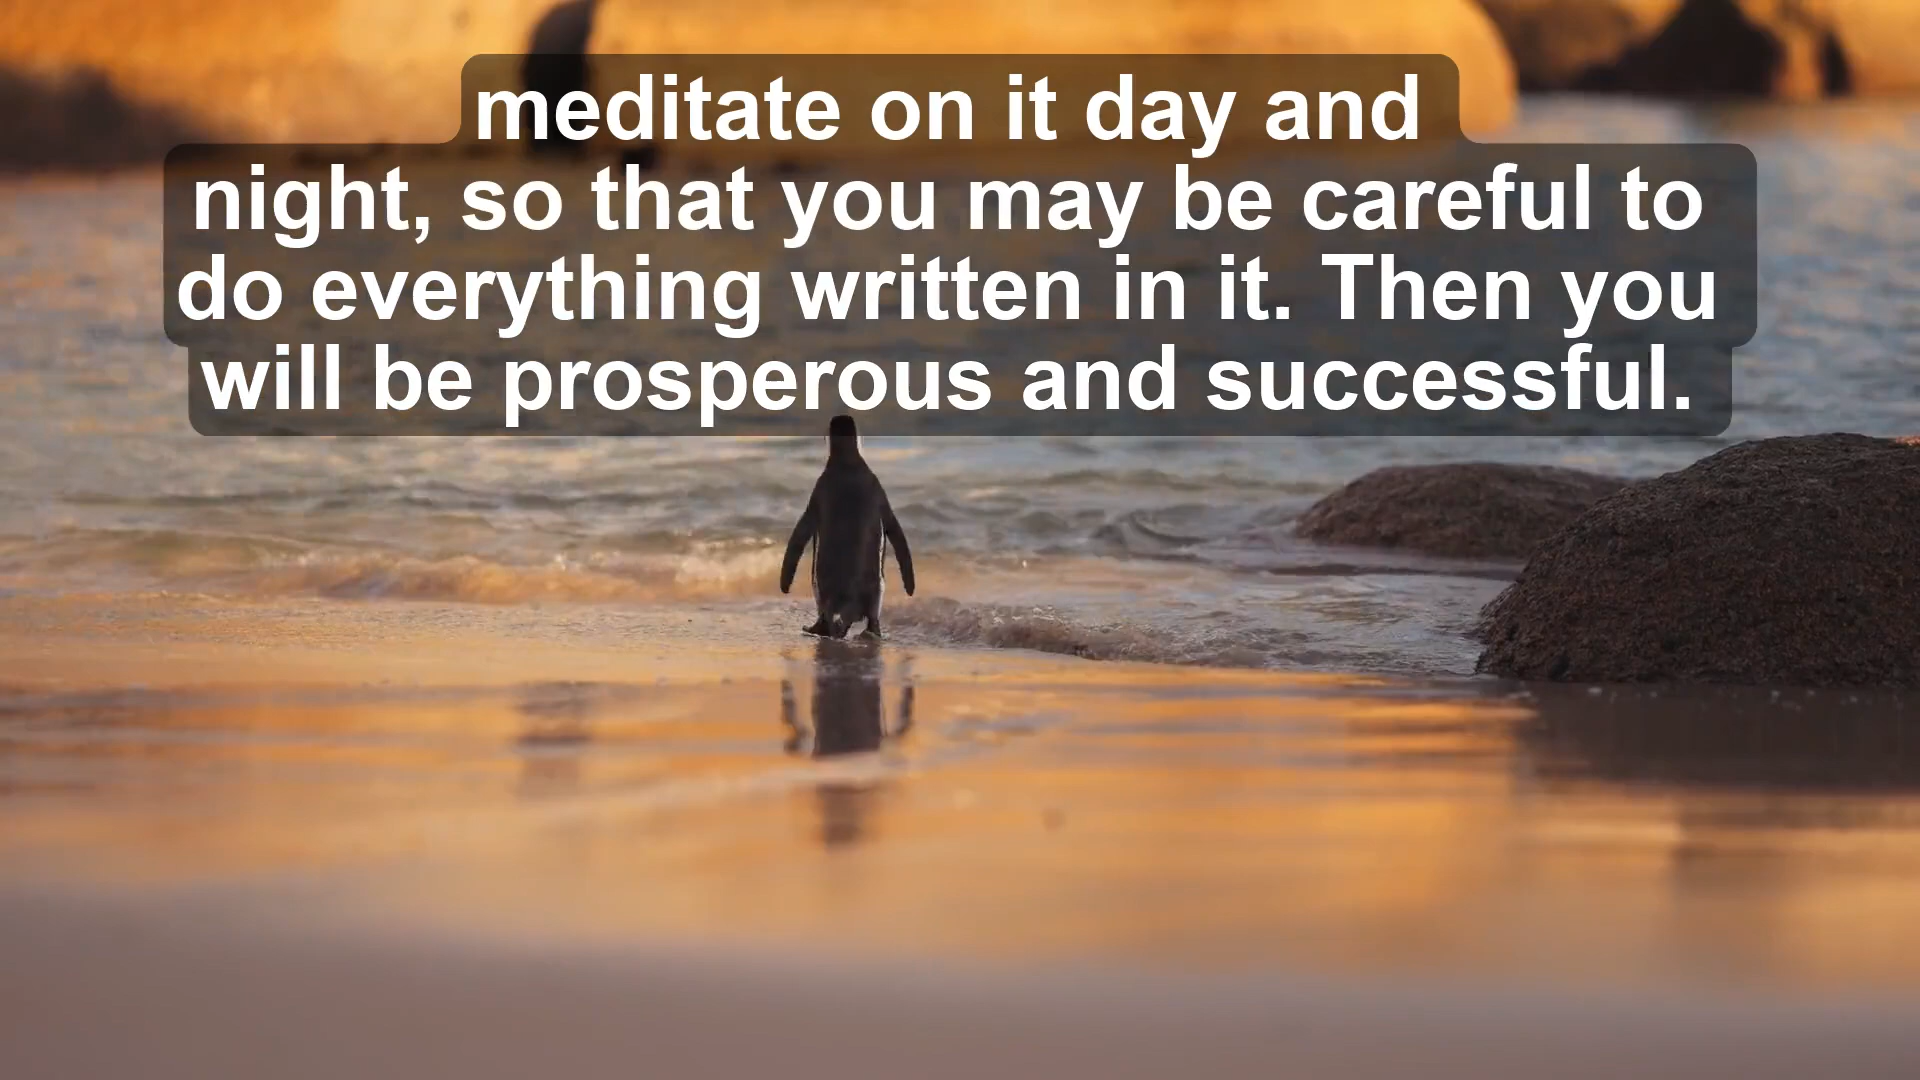 meditate on it day and
night, so that you may be careful to
do everything written in it. Then you
will be prosperous and successful.